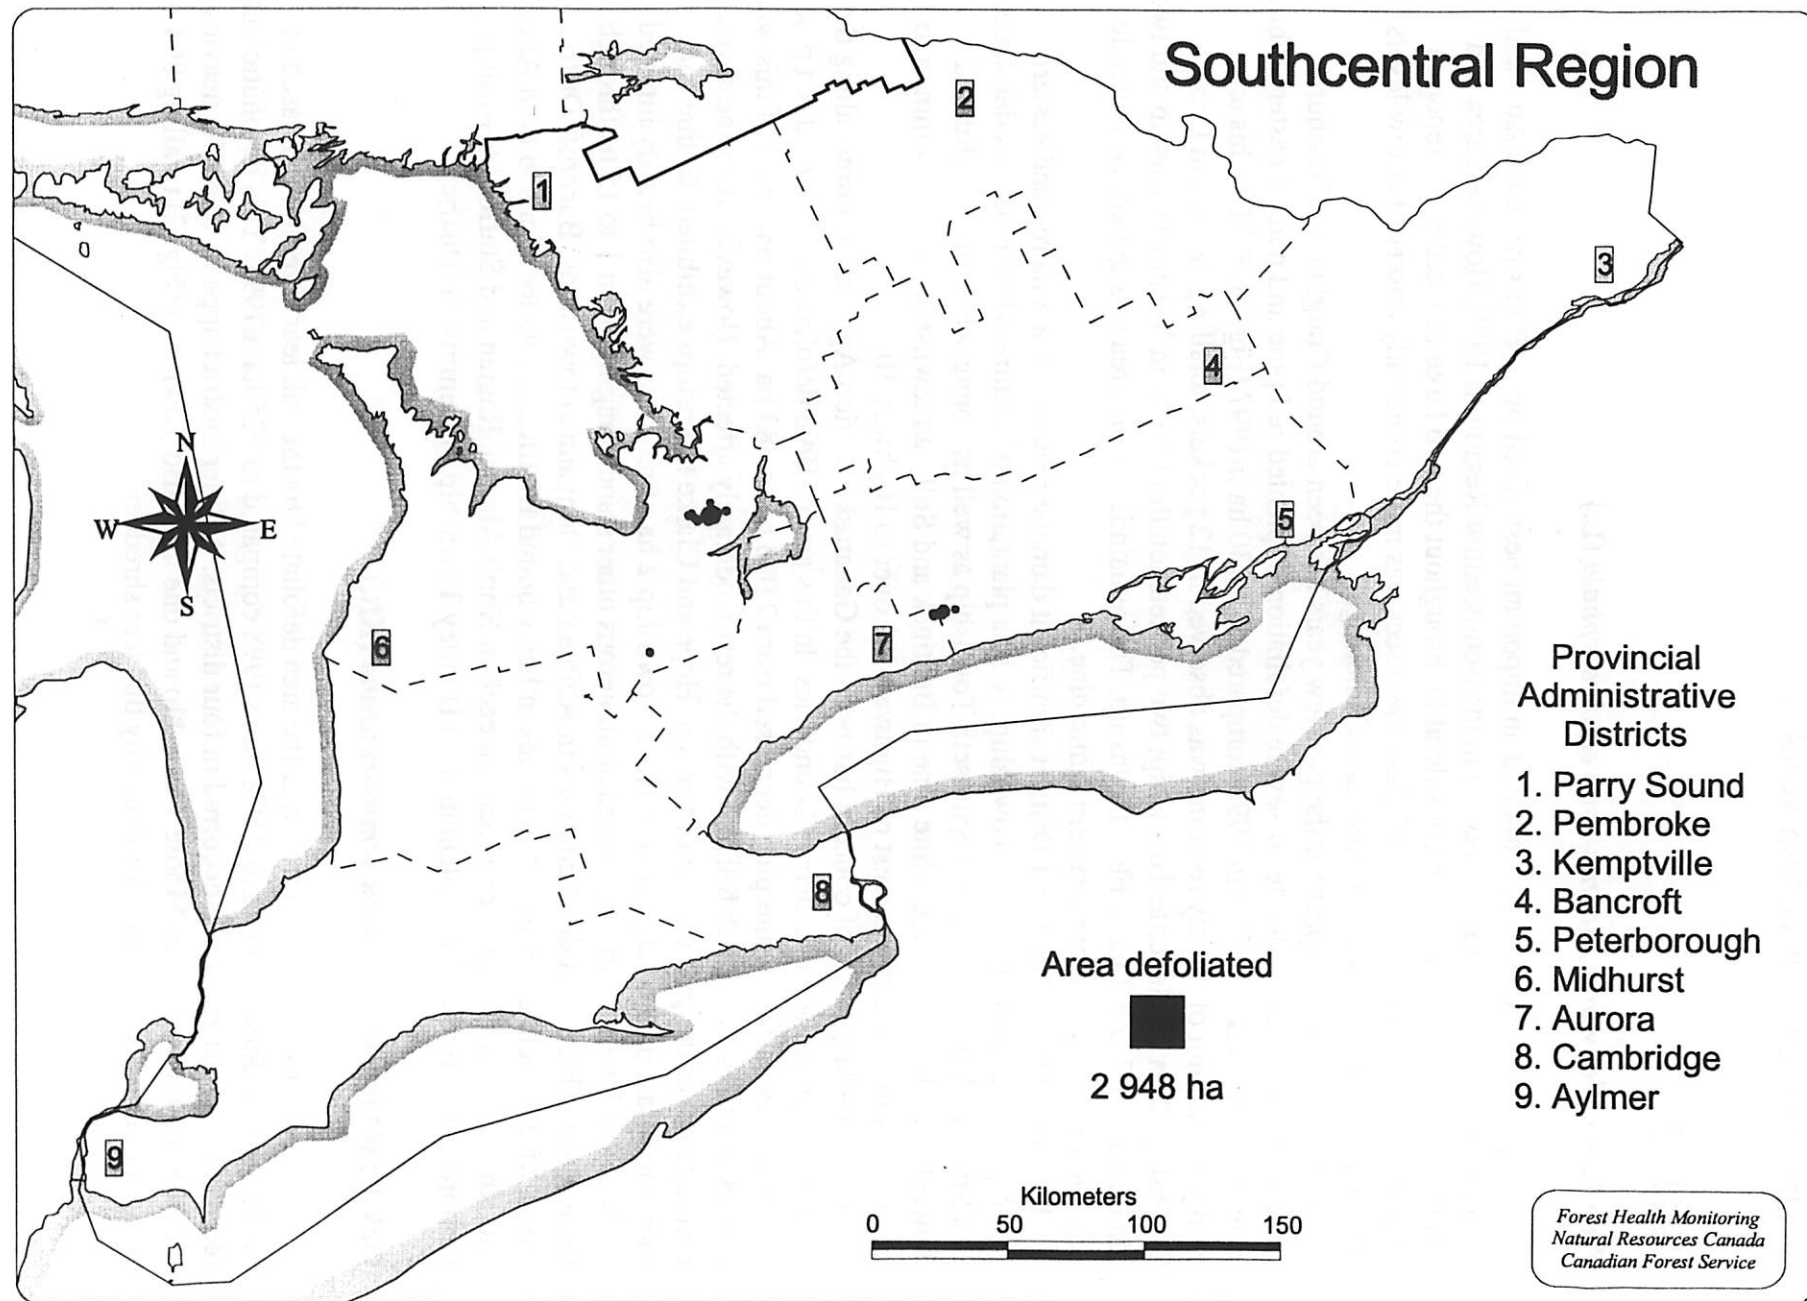 Southcentral Region
2
1
3
4
N
W E
S
5
6
7
8
9
Provincial
Administrative
Districts
1. Parry Sound
2. Pembroke
3. Kemptville
4. Bancroft
5. Peterborough
6. Midhurst
7. Aurora
8. Cambridge
9. Aylmer
Area defoliated
2 948 ha
Kilometers
0 50 100 150
Forest Health Monitoring
Natural Resources Canada
Canadian Forest Service